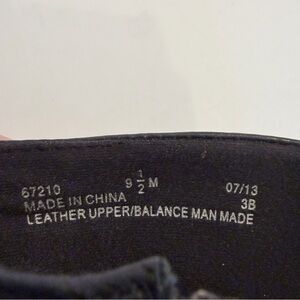 67210 9 1/2 M 07/13
MADE IN CHINA 3B
LEATHER UPPER/BALANCE MAN MADE